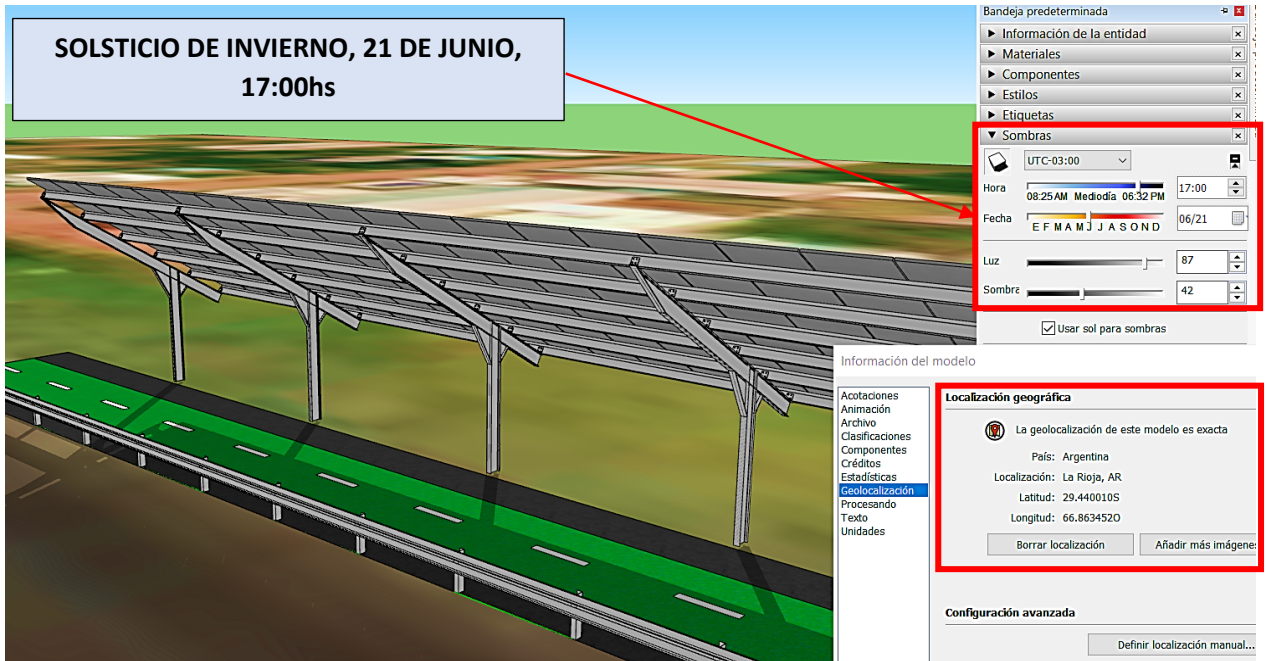 SOLSTICIO DE INVIERNO, 21 DE JUNIO,
17:00hs
Bandeja predeterminada
Información de la entidad
Materiales
Componentes
Estilos
Etiquetas
Sombras
UTC-03:00
Hora
08:25 AM Mediodía 06:32 PM
17:00
Fecha
E F M A M J J A S O N D
06/21
Luz
87
Sombra
42
Usar sol para sombras
Información del modelo
Acotaciones
Animación
Archivo
Clasificaciones
Componentes
Créditos
Estadísticas
Geolocalización
Procesando
Texto
Unidades
Localización geográfica
La geolocalización de este modelo es exacta
País: Argentina
Localización: La Rioja, AR
Latitud: 29.440010S
Longitud: 66.863452O
Borrar localización
Añadir más imágenes
Configuración avanzada
Definir localización manual...